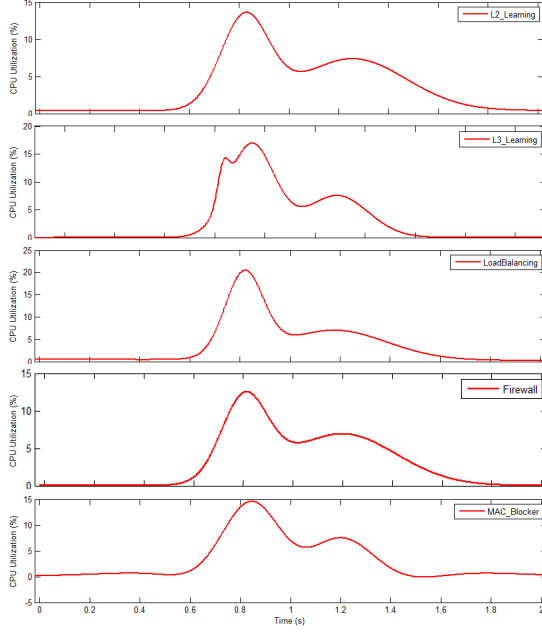 15
10
5
0
CPU Utilization (%)
L2_Learning
20
15
10
5
0
CPU Utilization (%)
L3_Learning
25
20
15
10
5
0
CPU Utilization (%)
LoadBalancing
15
10
5
0
CPU Utilization (%)
Firewall
15
10
5
0
-5
CPU Utilization (%)
MAC_Blocker
0 0.2 0.4 0.6 0.8 1 1.2 1.4 1.6 1.8 2
Time (s)